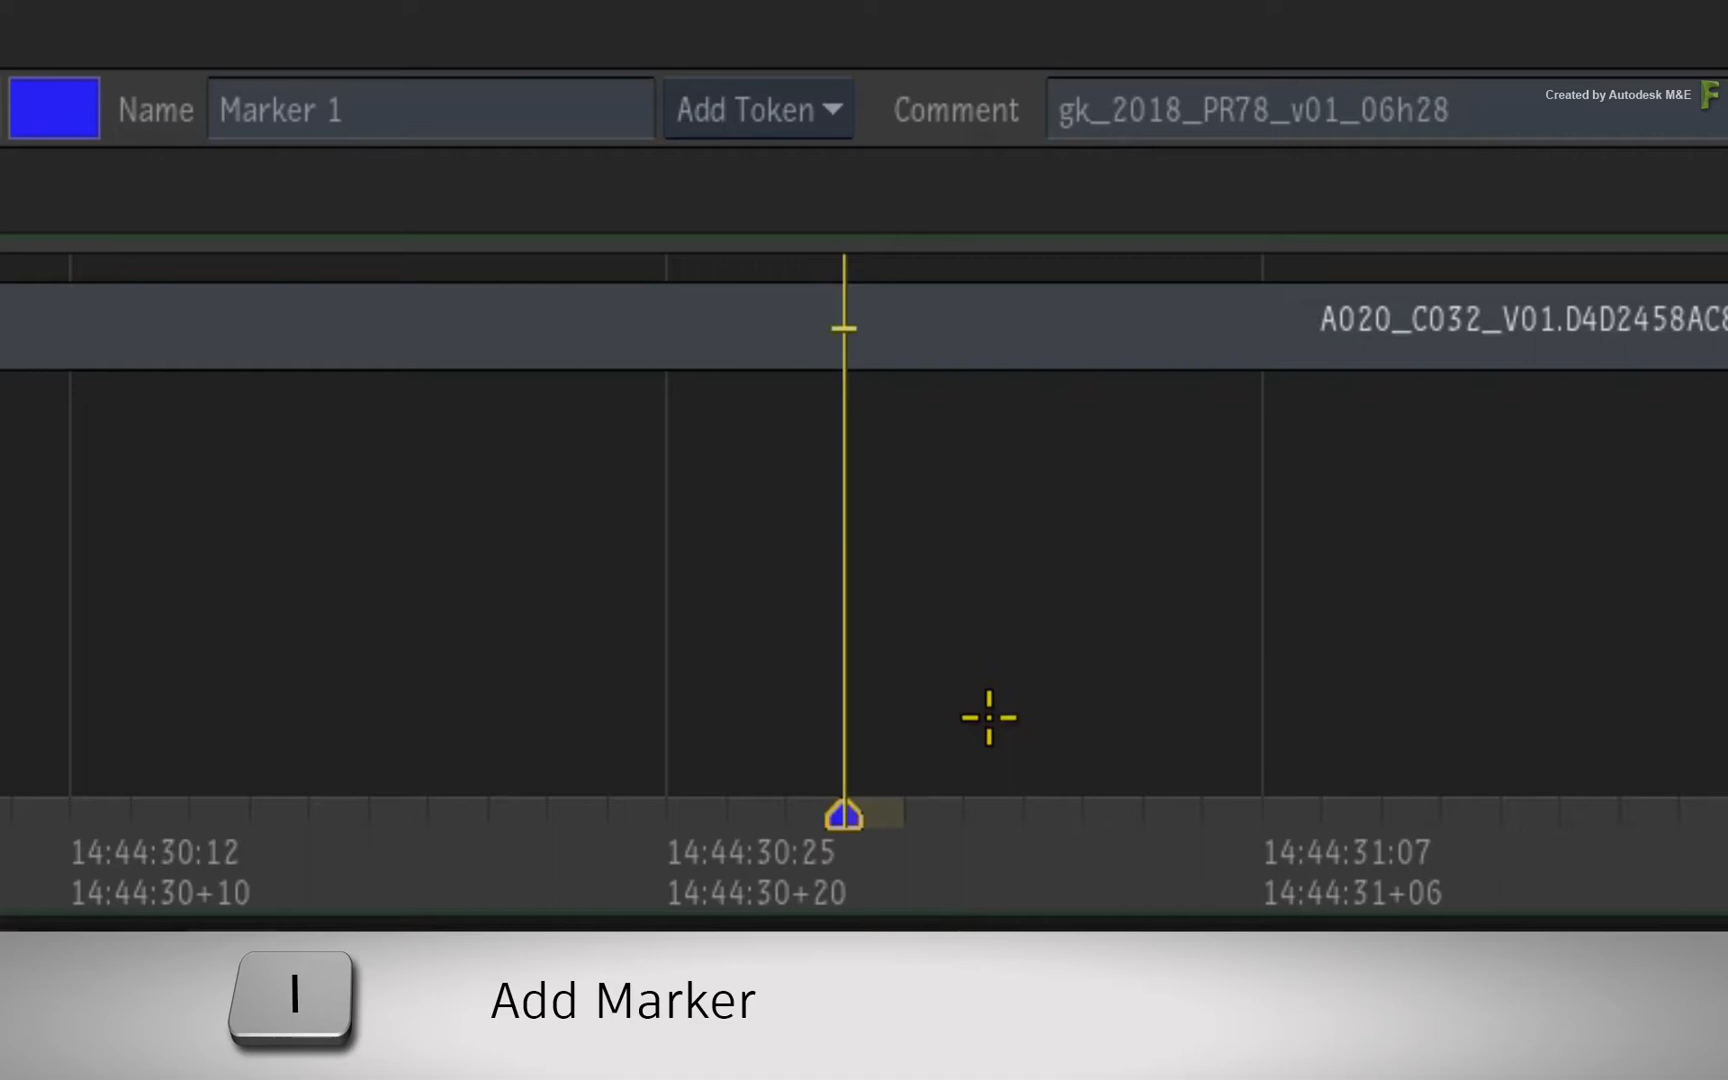 Name Marker 1 Add Token Comment gk_2018_PR78_v01_06h28
Created by Autodesk M&E
A020_C032_V01.D4D2458AC8
14:44:30:12 14:44:30:25 14:44:31:07
14:44:30+10 14:44:30+20 14:44:31+06
I Add Marker